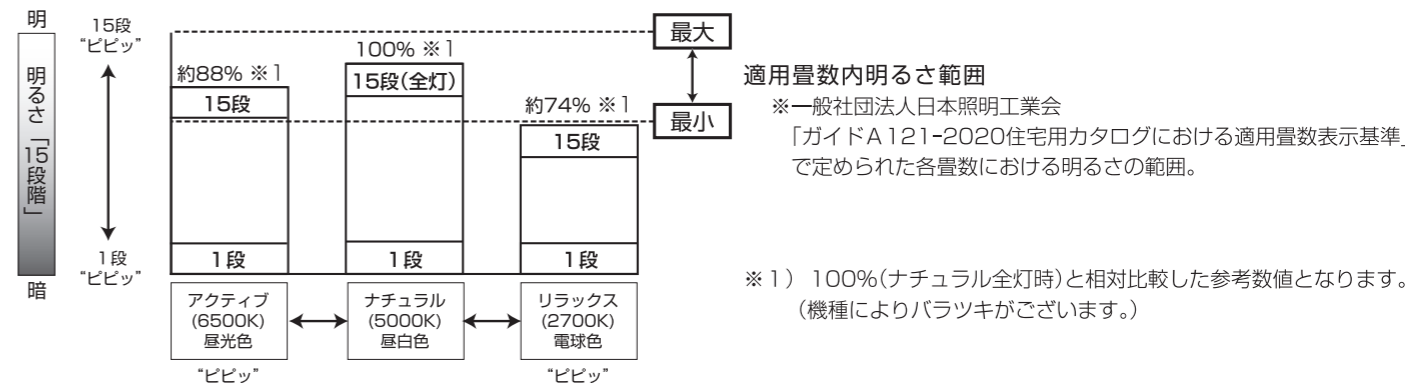 明
明るさ「15段階」
暗
15段
“ピピッ”
1段
“ピピッ”
約88% ※1
15段
1段
100% ※1
15段(全灯)
1段
約74% ※1
15段
1段
最大
最小
アクティブ
(6500K)
昼光色
“ピピッ”
ナチュラル
(5000K)
昼白色
リラックス
(2700K)
電球色
“ピピッ”
適用畳数内明るさ範囲
※一般社団法人日本照明工業会
「ガイドA121-2020住宅用カタログにおける適用畳数表示基準」
で定められた各畳数における明るさの範囲。
※1) 100%(ナチュラル全灯時)と相対比較した参考数値となります。
(機種によりバラツキがございます。)